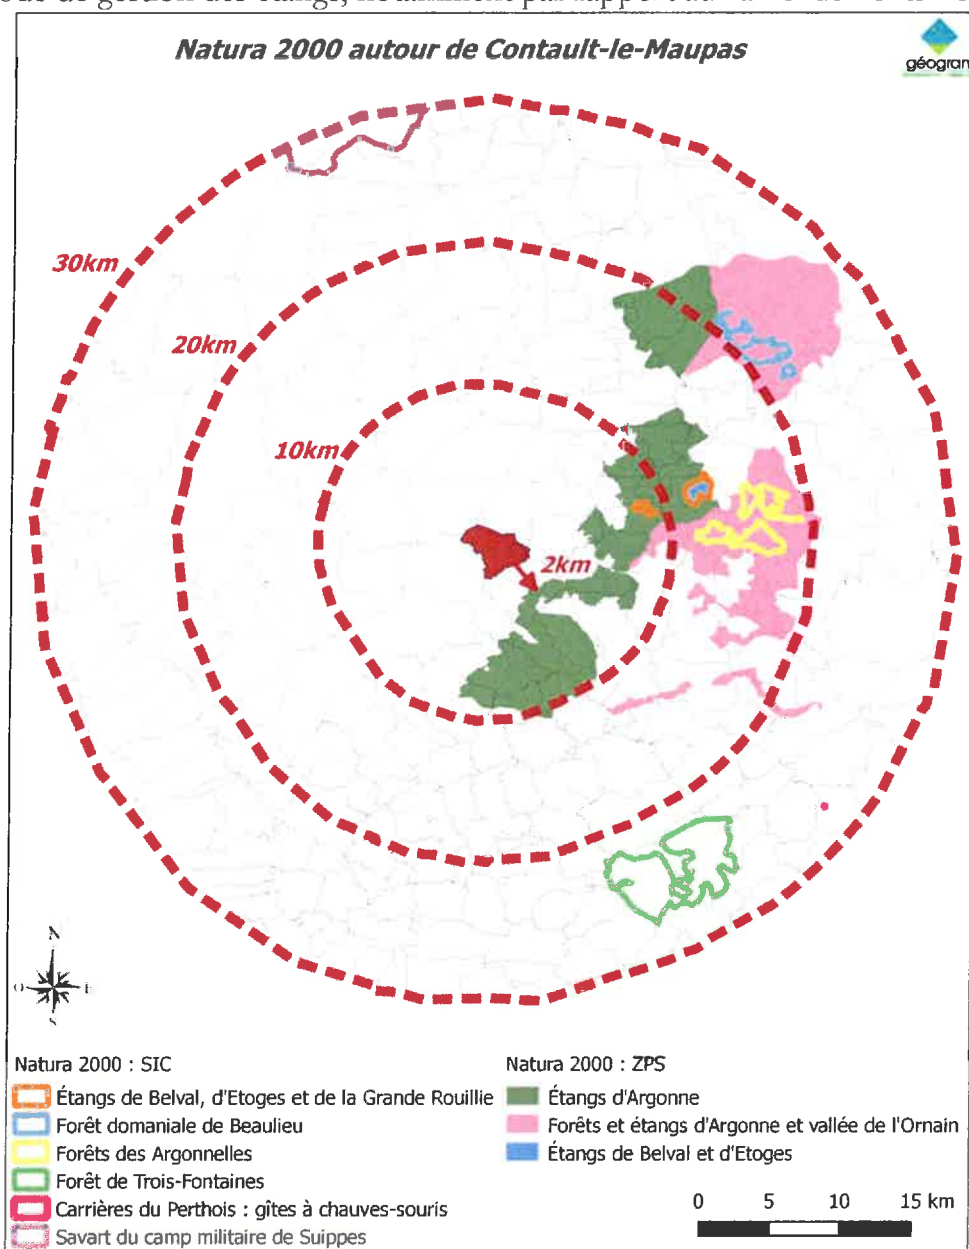 Natura 2000 autour de Contault-le-Maupas
géogram
30km
20km
10km
2km
N
O
E
S
Natura 2000 : SIC
Étangs de Belval, d'Etoges et de la Grande Rouillie
Forêt domaniale de Beaulieu
Forêts des Argonnelles
Forêt de Trois-Fontaines
Carrières du Perthois : gîtes à chauves-souris
Savart du camp militaire de Suippes
Natura 2000 : ZPS
Étangs d'Argonne
Forêts et étangs d'Argonne et vallée de l'Ornain
Étangs de Belval et d'Etoges
0 5 10 15 km